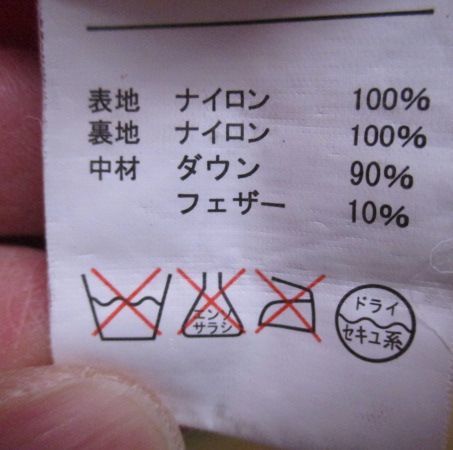 表地 ナイロン 100%
裏地 ナイロン 100%
中材 ダウン 90%
フェザー 10%
エンソ
サラシ
ドライ
セキユ系